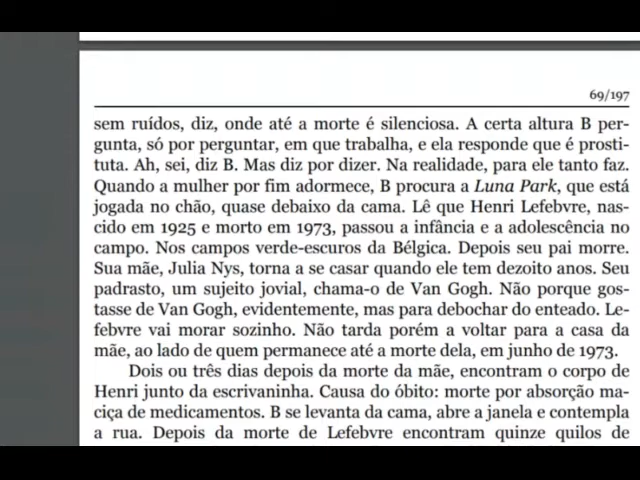 69/197
sem ruídos, diz, onde até a morte é silenciosa. A certa altura B per-
gunta, só por perguntar, em que trabalha, e ela responde que é prosti-
tuta. Ah, sei, diz B. Mas diz por dizer. Na realidade, para ele tanto faz.
Quando a mulher por fim adormece, B procura a Luna Park, que está
jogada no chão, quase debaixo da cama. Lê que Henri Lefebvre, nas-
cido em 1925 e morto em 1973, passou a infância e a adolescência no
campo. Nos campos verde-escuros da Bélgica. Depois seu pai morre.
Sua mãe, Julia Nys, torna a se casar quando ele tem dezoito anos. Seu
padrasto, um sujeito jovial, chama-o de Van Gogh. Não porque gos-
tasse de Van Gogh, evidentemente, mas para debochar do enteado. Le-
febvre vai morar sozinho. Não tarda porém a voltar para a casa da
mãe, ao lado de quem permanece até a morte dela, em junho de 1973.
Dois ou três dias depois da morte da mãe, encontram o corpo de
Henri junto da escrivaninha. Causa do óbito: morte por absorção ma-
ciça de medicamentos. B se levanta da cama, abre a janela e contempla
a rua. Depois da morte de Lefebvre encontram quinze quilos de